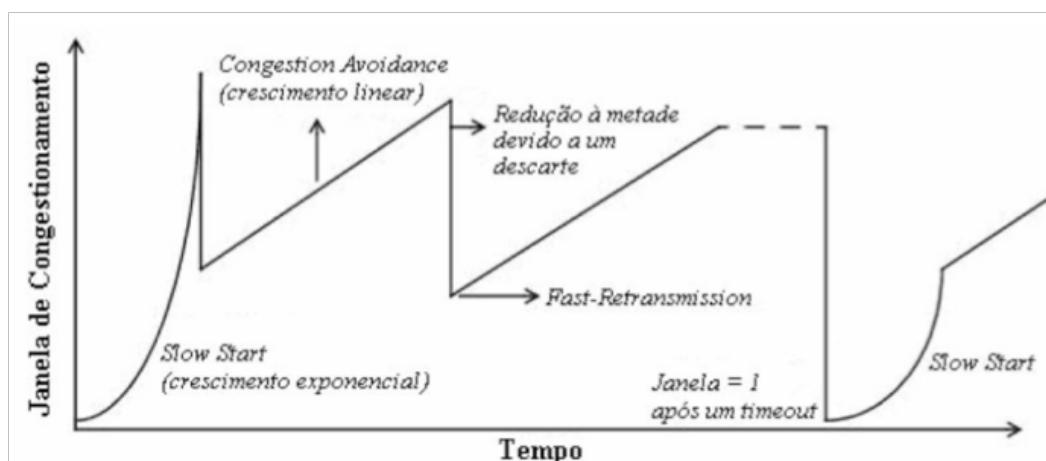 Janela de Congestionamento
Congestion Avoidance
(crescimento linear)
Redução à metade
devido a um
descarte
Fast-Retransmission
Slow Start
(crescimento exponencial)
Janela = 1
após um timeout
Slow Start
Tempo